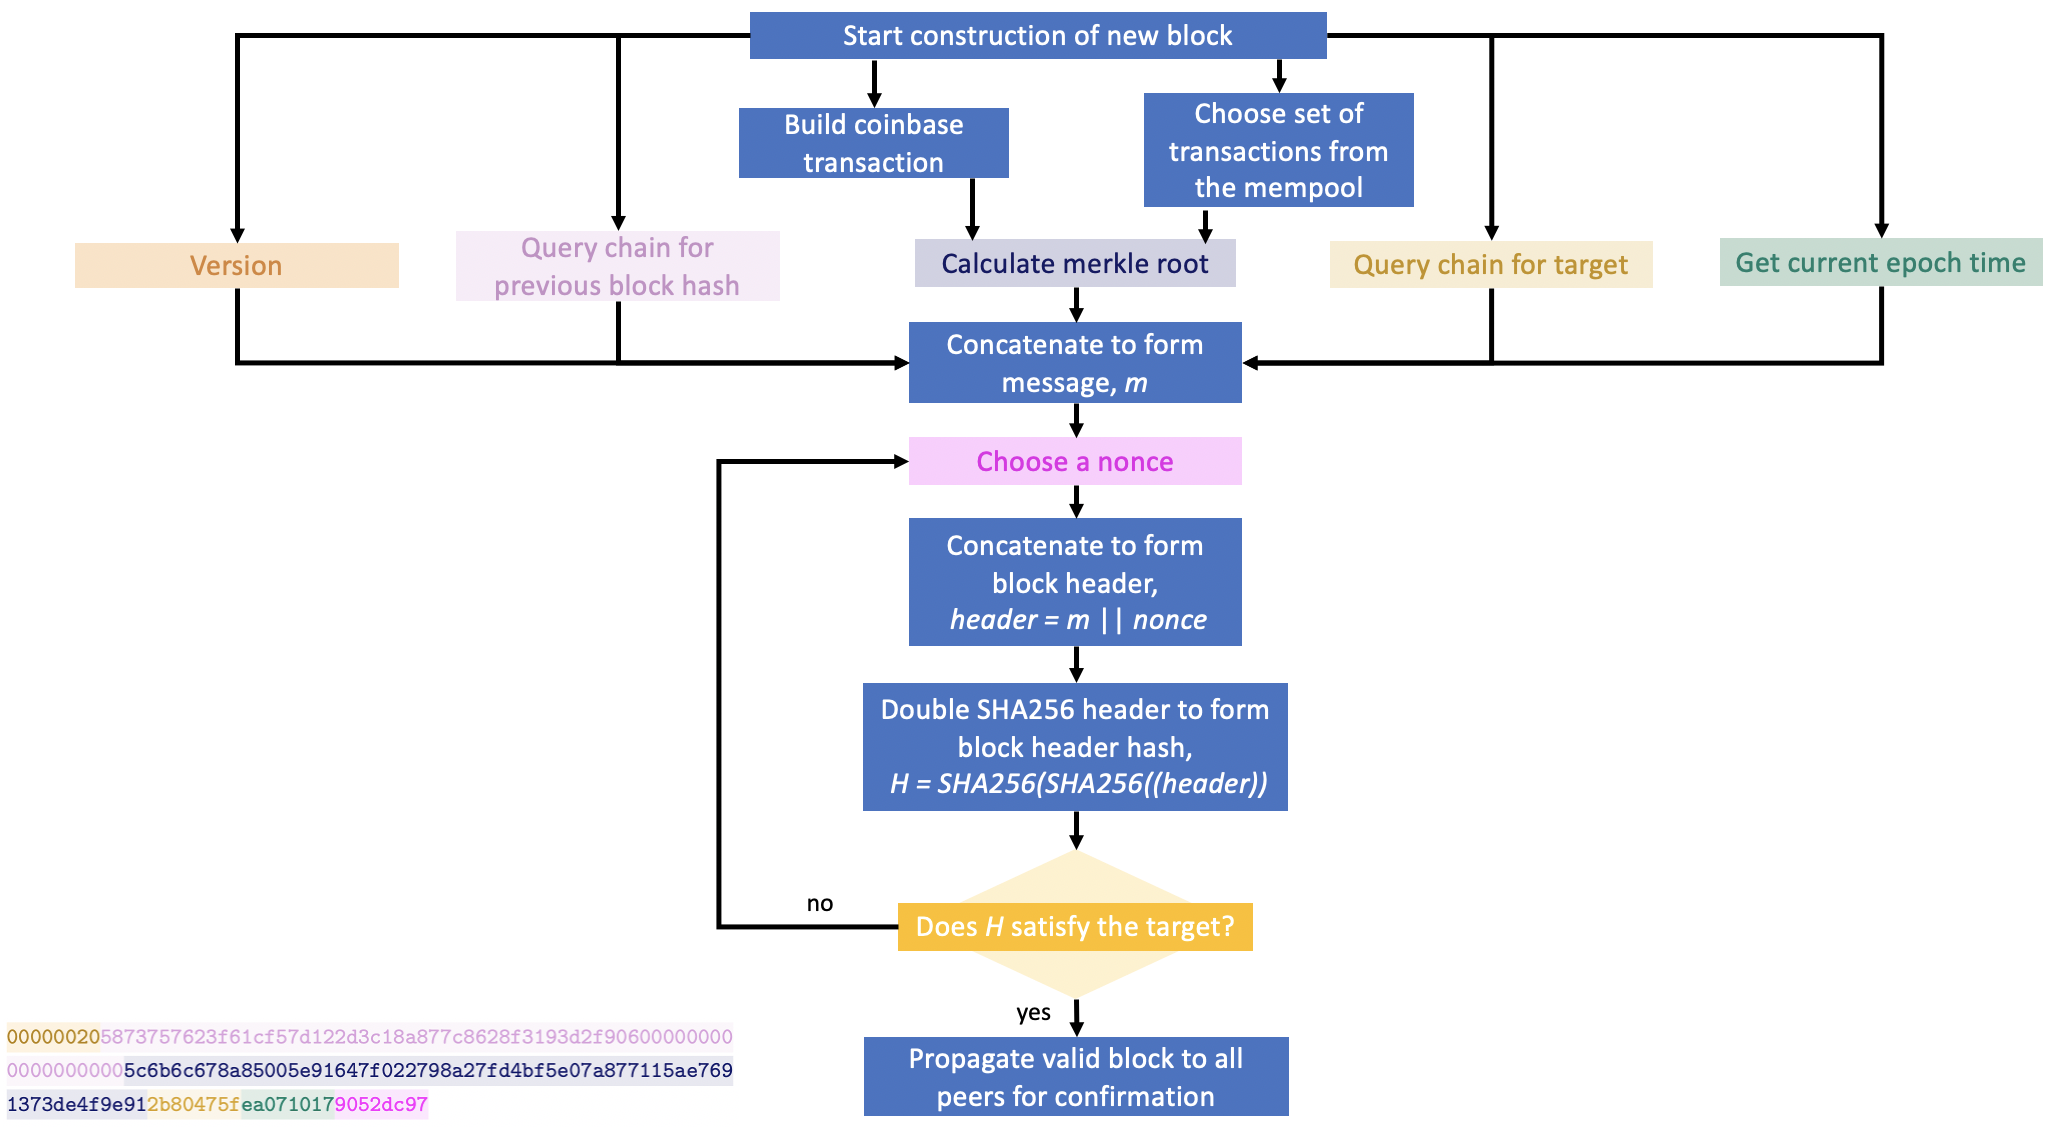 Start construction of new block
Build coinbase
transaction
Choose set of
transactions from
the mempool
Version
Query chain for
previous block hash
Calculate merkle root
Query chain for target
Get current epoch time
Concatenate to form
message, m
Choose a nonce
Concatenate to form
block header,
header = m || nonce
Double SHA256 header to form
block header hash,
H = SHA256(SHA256((header))
no
Does H satisfy the target?
yes
Propagate valid block to all
peers for confirmation
000000205873757623f61cf57d122d3c18a877c8628f3193d2f90600000000
00000000005c6b6c678a85005e91647f022798a27fd4bf5e07a877115ae769
1373de4f9e912b80475fea0710179052dc97